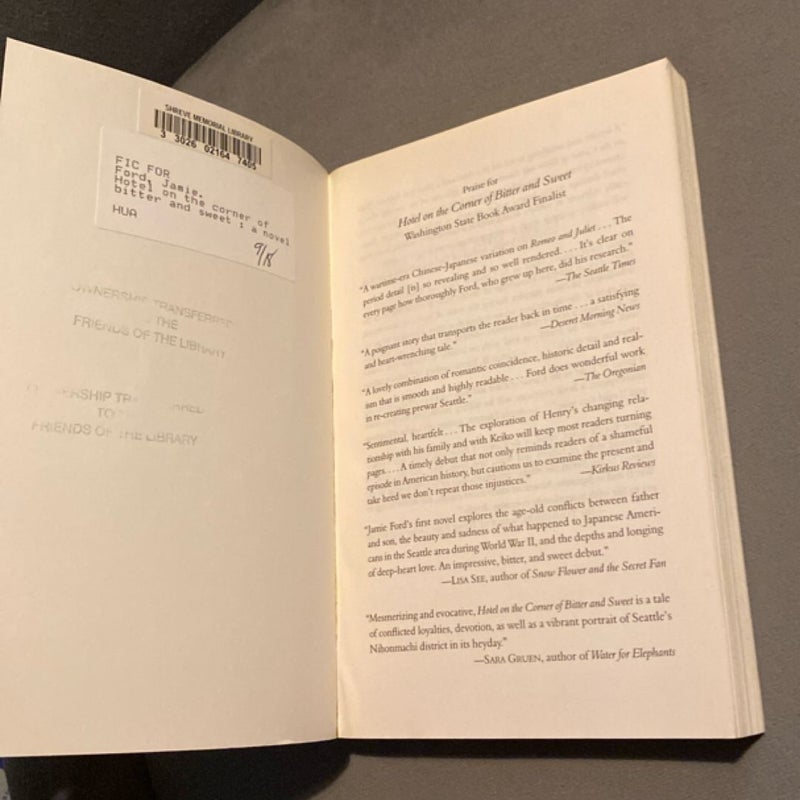 SHREVE MEMORIAL LIBRARY
3 3026 02164 7405
FIC FOR
Ford, Jamie.
Hotel on the corner of
bitter and sweet : a novel
HUA
9/18
OWNERSHIP TRANSFERRED
THE
FRIENDS OF THE LIBRARY
OWNERSHIP TRANSFERRED
TO
FRIENDS OF THE LIBRARY
Praise for
Hotel on the Corner of Bitter and Sweet
Washington State Book Award Finalist
"A wartime-era Chinese-Japanese variation on Romeo and Juliet . . . The
period detail [is] so revealing and so well rendered. . . . It's clear on
every page how thoroughly Ford, who grew up here, did his research."
—The Seattle Times
"A poignant story that transports the reader back in time . . . a satisfying
and heart-wrenching tale."
—Deseret Morning News
"A lovely combination of romantic coincidence, historic detail and real-
ism that is smooth and highly readable . . . Ford does wonderful work
in re-creating prewar Seattle."
—The Oregonian
"Sentimental, heartfelt . . . The exploration of Henry's changing rela-
tionship with his family and with Keiko will keep most readers turning
pages. . . . A timely debut that not only reminds readers of a shameful
episode in American history, but cautions us to examine the present and
take heed we don't repeat those injustices."
—Kirkus Reviews
"Jamie Ford's first novel explores the age-old conflicts between father
and son, the beauty and sadness of what happened to Japanese Ameri-
cans in the Seattle area during World War II, and the depths and longing
of deep-heart love. An impressive, bitter, and sweet debut."
—LISA SEE, author of Snow Flower and the Secret Fan
"Mesmerizing and evocative, Hotel on the Corner of Bitter and Sweet is a tale
of conflicted loyalties, devotion, as well as a vibrant portrait of Seattle's
Nihonmachi district in its heyday."
—SARA GRUEN, author of Water for Elephants